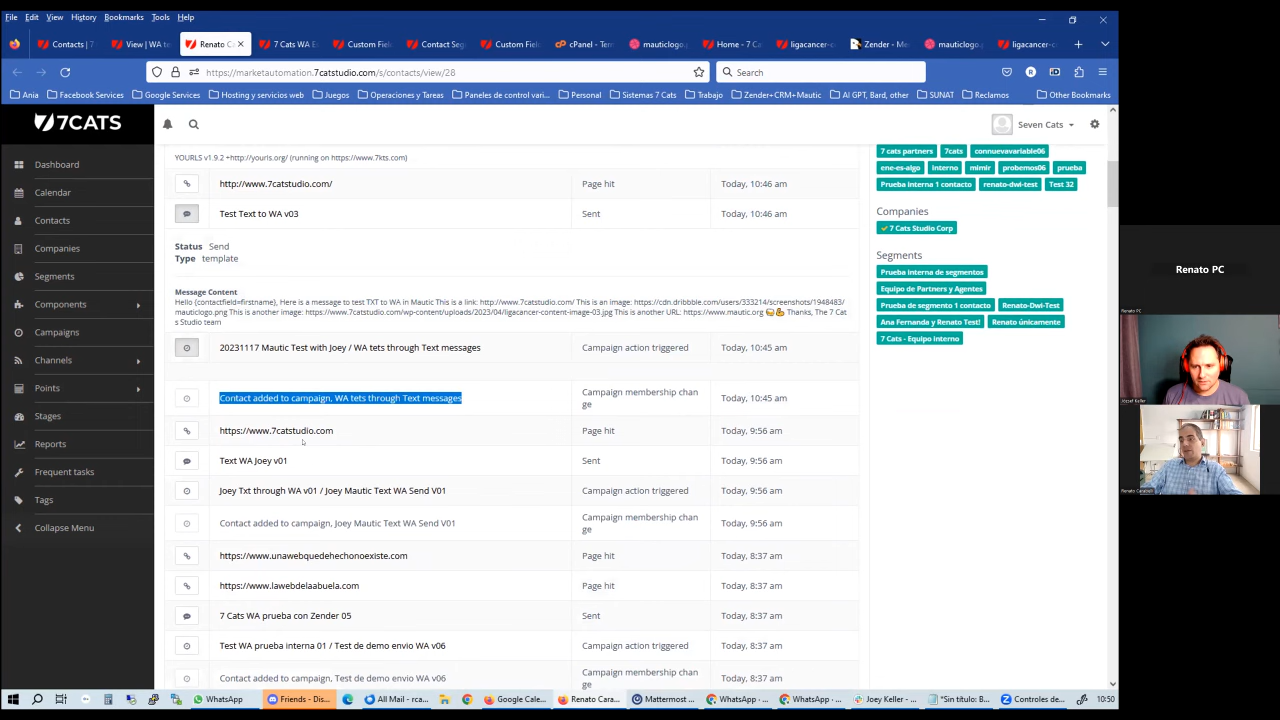 File Edit View History Bookmarks Tools Help
Contacts | 7
View | WA te
Renato C
7 Cats WA E
Custom Fiel
Contact Seg
Custom Fiel
cPanel - Ter
mauticlogo.
Home - 7 Ca
ligacancer-c
Zender - Me
mauticlogo.
ligacancer-c
https://marketautomation.7catstudio.com/s/contacts/view/28
Search
Ania
Facebook Services
Google Services
Hosting y servicios web
Juegos
Operaciones y Tareas
Paneles de control vari...
Personal
Sistemas 7 Cats
Trabajo
Zender+CRM+Mautic
AI GPT, Bard, other
SUNAT
Reclamos
Other Bookmarks
7CATS
Seven Cats
Dashboard
Calendar
Contacts
Companies
Segments
Components
Campaigns
Channels
Points
Stages
Reports
Frequent tasks
Tags
Collapse Menu
YOURLS v1.9.2 +http://yourls.org/ (running on https://www.7kts.com)
http://www.7catstudio.com/ Page hit Today, 10:46 am
Test Text to WA v03 Sent Today, 10:46 am
Status Send
Type template
Message Content
Hello {contactfield=firstname}, Here is a message to test TXT to WA in Mautic This is a link: http://www.7catstudio.com/ This is an image: https://cdn.dribbble.com/users/333214/screenshots/1948483/
mauticlogo.png This is another image: https://www.7catstudio.com/wp-content/uploads/2023/04/ligacancer-content-image-03.jpg This is another URL: https://www.mautic.org 😄💪 Thanks, The 7 Cat
s Studio team
20231117 Mautic Test with Joey / WA tets through Text messages Campaign action triggered Today, 10:45 am
Contact added to campaign, WA tets through Text messages Campaign membership chan
ge Today, 10:45 am
https://www.7catstudio.com Page hit Today, 9:56 am
Text WA Joey v01 Sent Today, 9:56 am
Joey Txt through WA v01 / Joey Mautic Text WA Send V01 Campaign action triggered Today, 9:56 am
Contact added to campaign, Joey Mautic Text WA Send V01 Campaign membership chan
ge Today, 9:56 am
https://www.unawebquedehechonoexiste.com Page hit Today, 8:37 am
https://www.lawebdelaabuela.com Page hit Today, 8:37 am
7 Cats WA prueba con Zender 05 Sent Today, 8:37 am
Test WA prueba interna 01 / Test de demo envio WA v06 Campaign action triggered Today, 8:37 am
Contact added to campaign, Test de demo envio WA v06 Campaign membership chan
ge Today, 8:37 am
7 cats partners 7cats connuevavariable06
ene-es-algo Interno mimir probemos06 prueba
Prueba interna 1 contacto renato-dwi-test Test 32
Companies
7 Cats Studio Corp
Segments
Prueba interna de segmentos
Equipo de Partners y Agentes
Prueba de segmento 1 contacto Renato-Dwi-Test
Ana Fernanda y Renato Test! Renato únicamente
7 Cats - Equipo interno
Renato PC
Renato PC
József Keller
Renato Carabelli
WhatsApp
Friends - Dis...
All Mail - rca...
Google Cale...
Renato Cara...
Mattermost ...
WhatsApp - ...
WhatsApp - ...
Joey Keller -...
*Sin título: B...
Controles de...
10:50